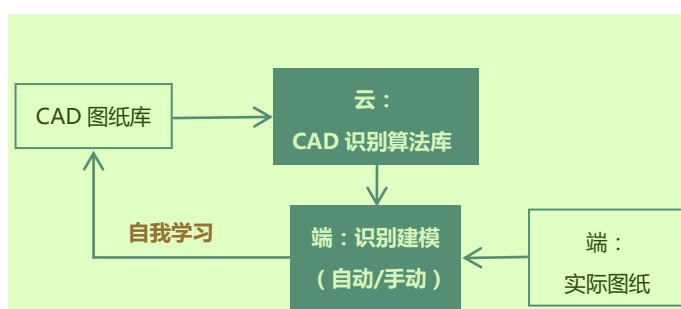 CAD 图纸库
云：
CAD 识别算法库
自我学习
端：识别建模
（自动/手动）
端：
实际图纸